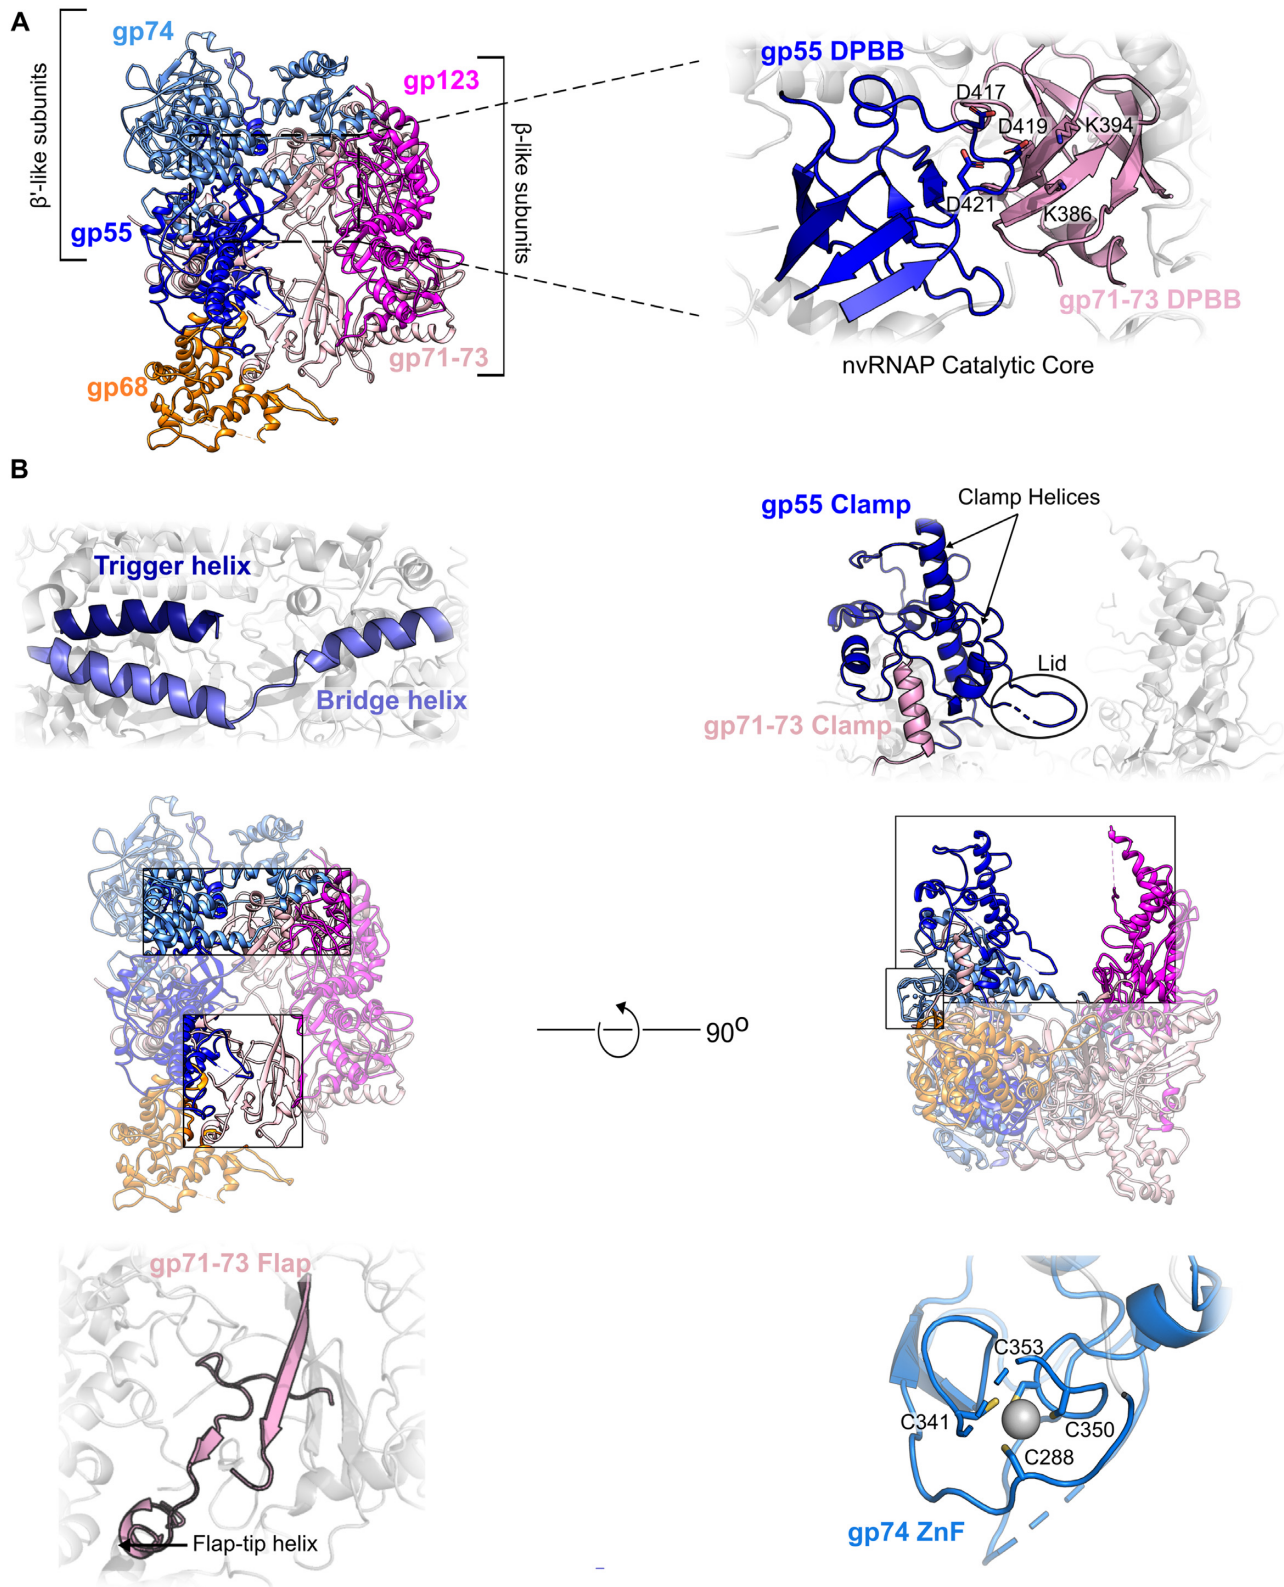 A
gp74
β'-like subunits
gp123
β-like subunits
gp55
gp71-73
gp68
gp55 DPBB
D417
D419
K394
D421
K386
gp71-73 DPBB
nvRNAP Catalytic Core
B
Trigger helix
Bridge helix
gp55 Clamp
Clamp Helices
Lid
gp71-73 Clamp
90o
gp71-73 Flap
Flap-tip helix
C353
C341
C350
C288
gp74 ZnF